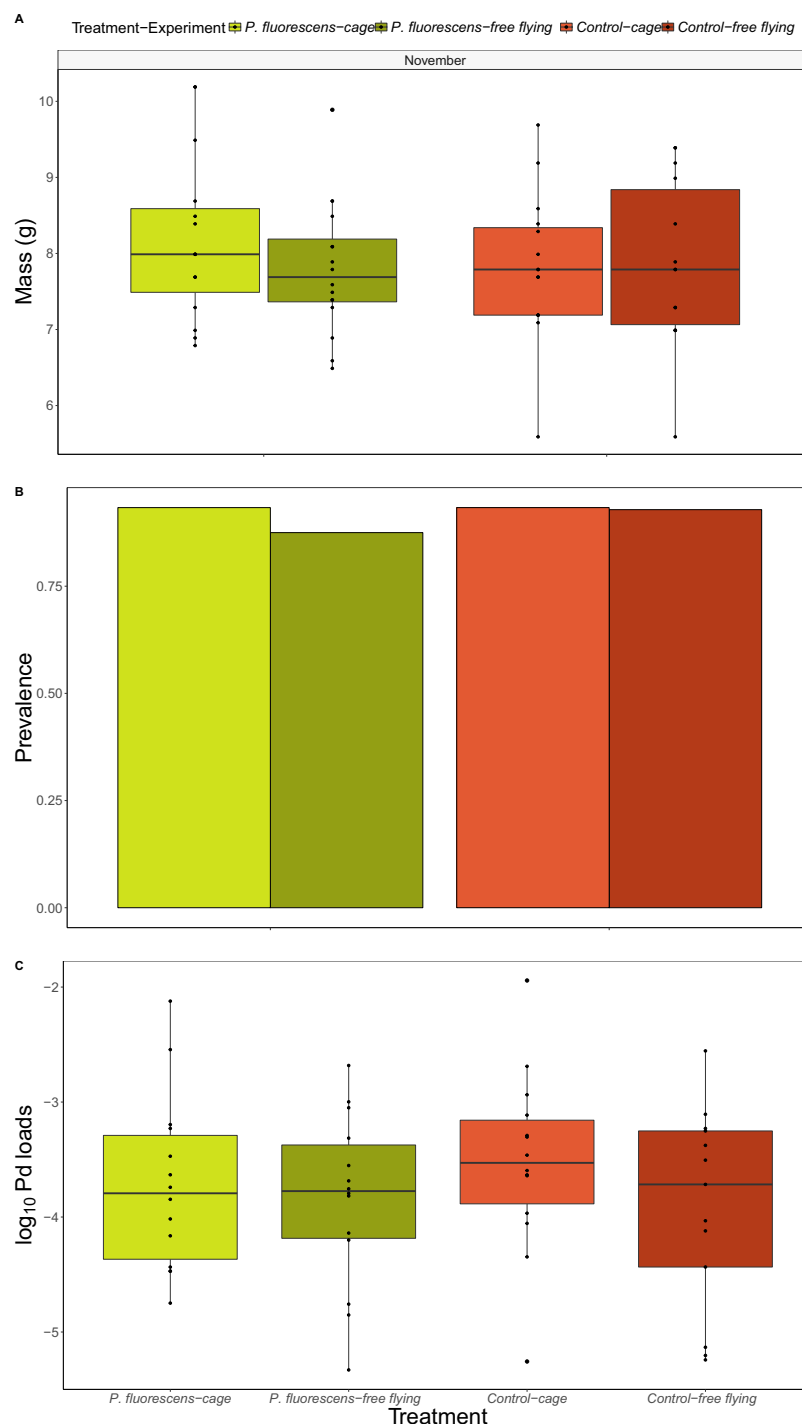 A
Treatment−Experiment P. fluorescens−cage P. fluorescens−free flying Control−cage Control−free flying
November
10
9
8
7
6
Mass (g)
B
0.75
0.50
0.25
0.00
Prevalence
C
−2
−3
−4
−5
log10 Pd loads
P. fluorescens−cage P. fluorescens−free flying Control−cage Control−free flying
Treatment